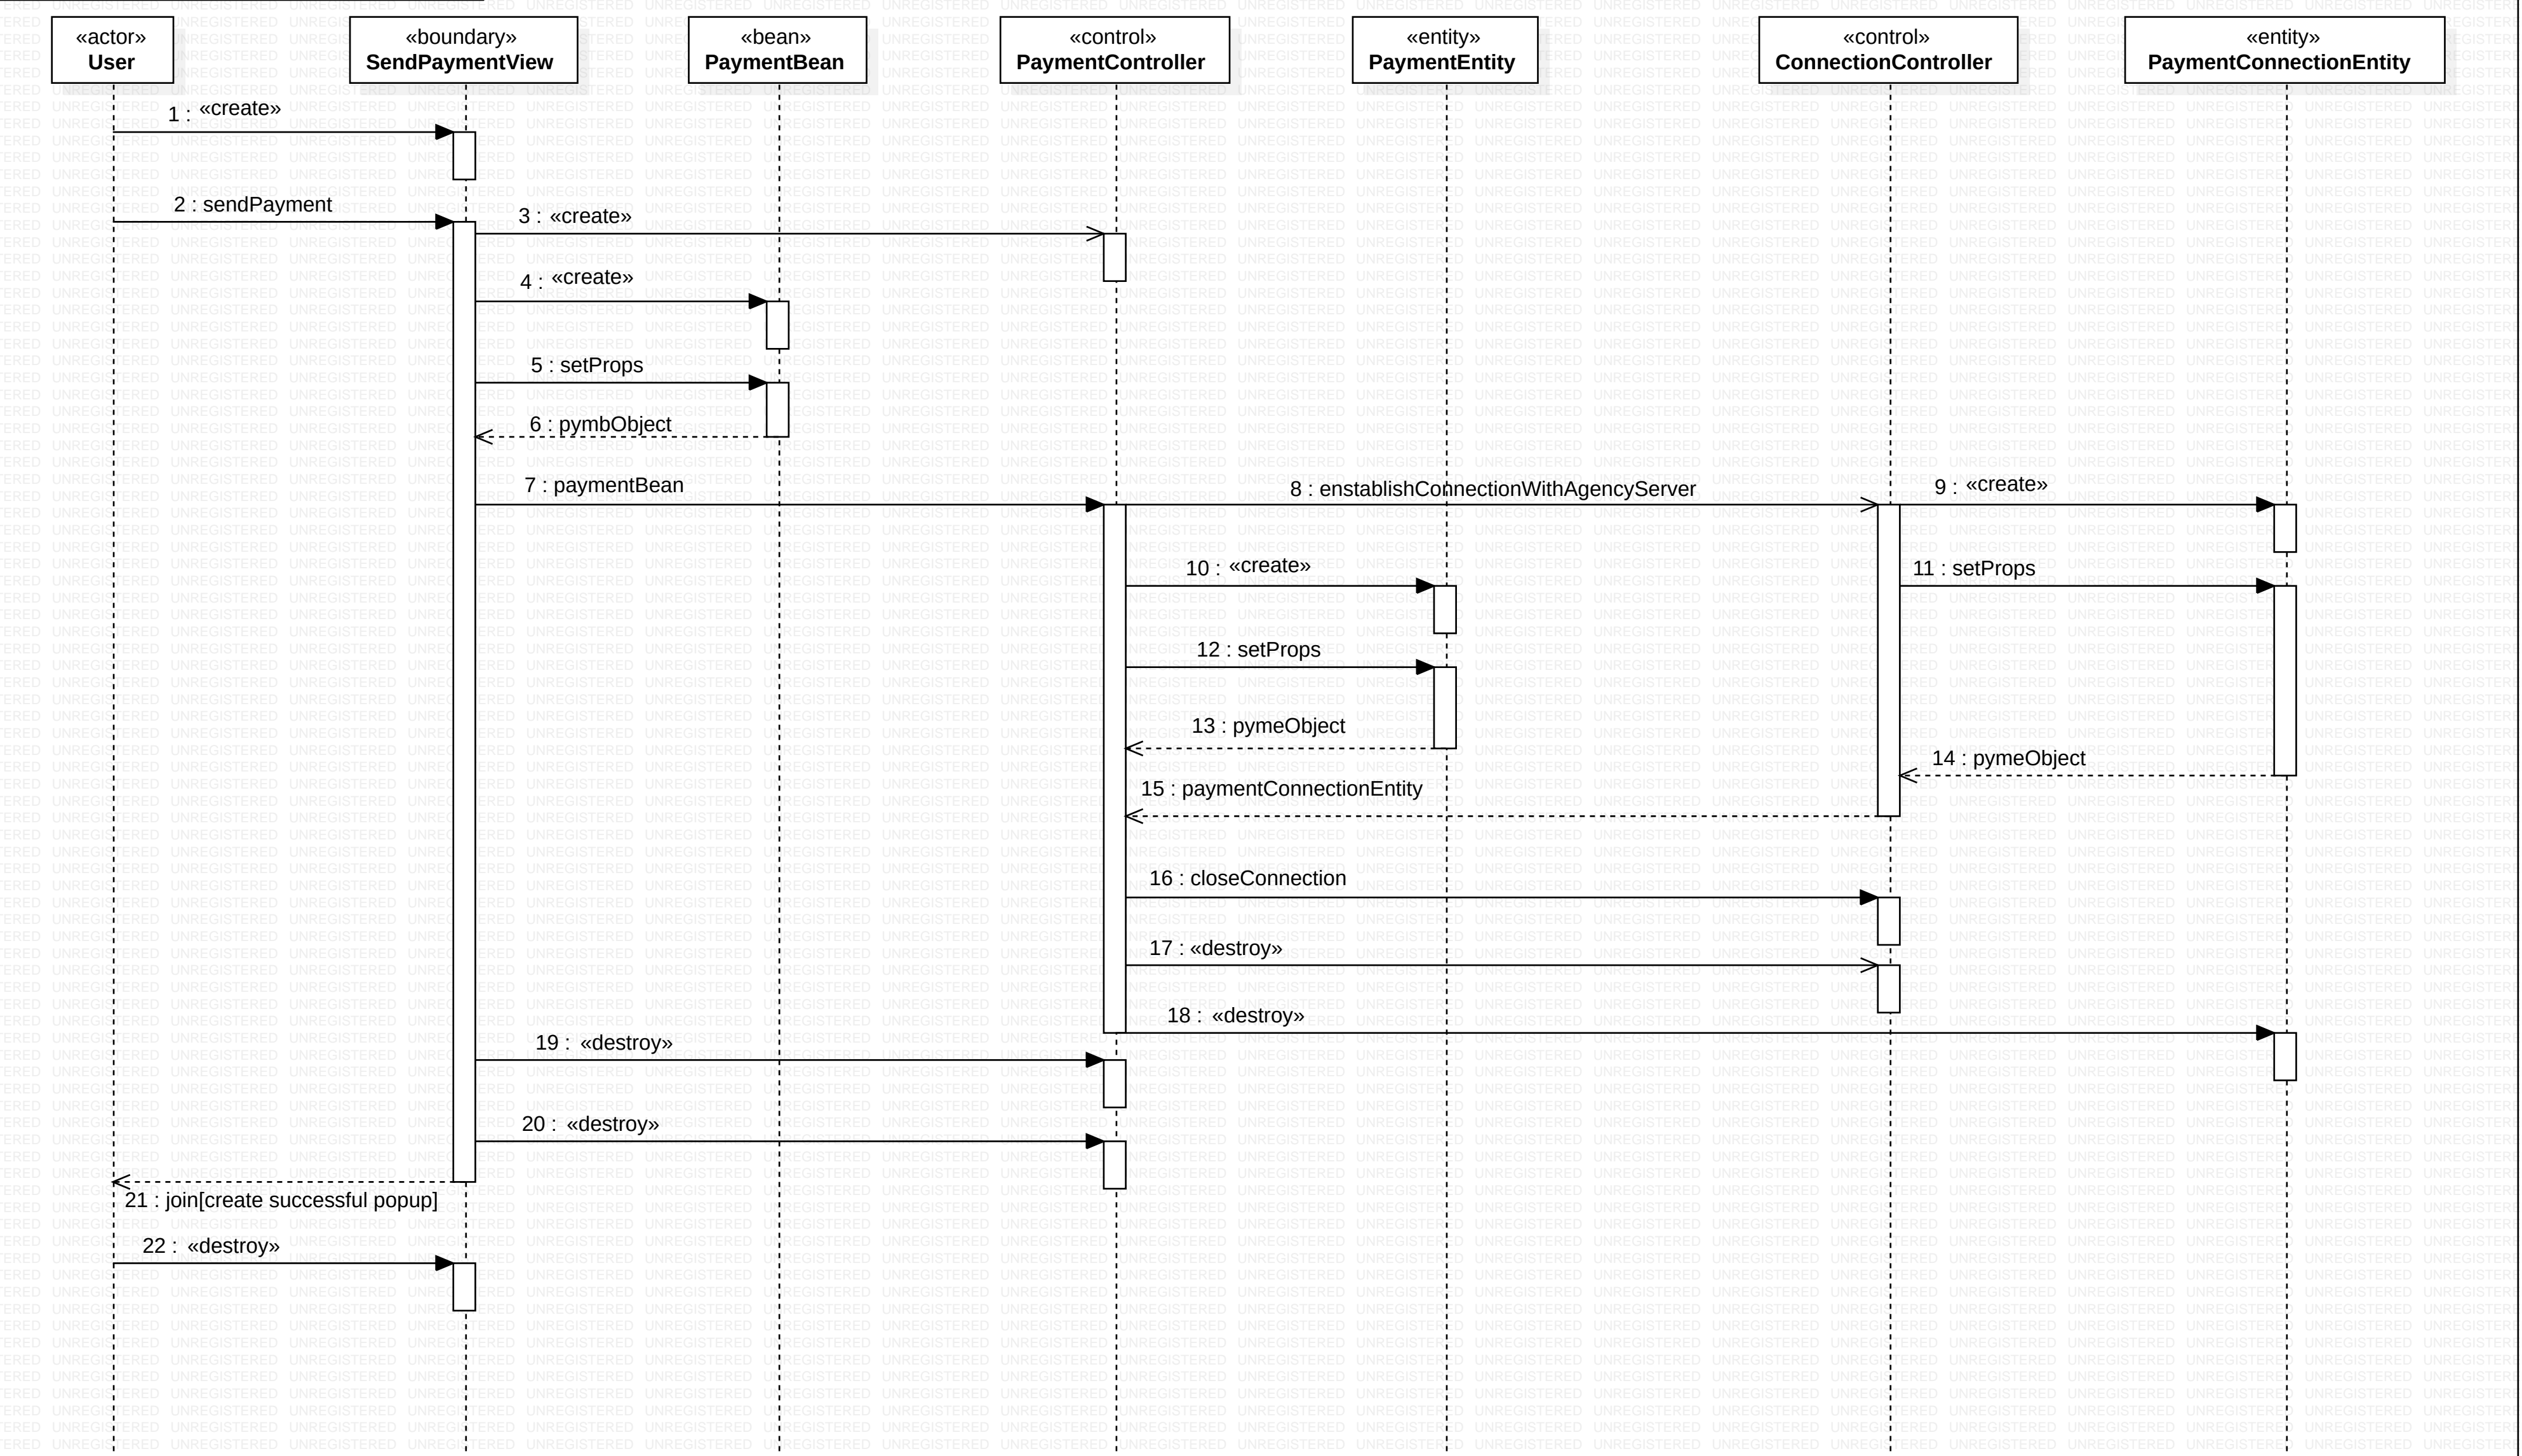 «actor»
User
«boundary»
SendPaymentView
«bean»
PaymentBean
«control»
PaymentController
«entity»
PaymentEntity
«control»
ConnectionController
«entity»
PaymentConnectionEntity
1 : «create»
2 : sendPayment
3 : «create»
4 : «create»
5 : setProps
6 : pymbObject
7 : paymentBean
8 : enstablishConnectionWithAgencyServer
9 : «create»
10 : «create»
11 : setProps
12 : setProps
13 : pymeObject
14 : pymeObject
15 : paymentConnectionEntity
16 : closeConnection
17 : «destroy»
18 : «destroy»
19 : «destroy»
20 : «destroy»
21 : join[create successful popup]
22 : «destroy»
UNREGISTERED